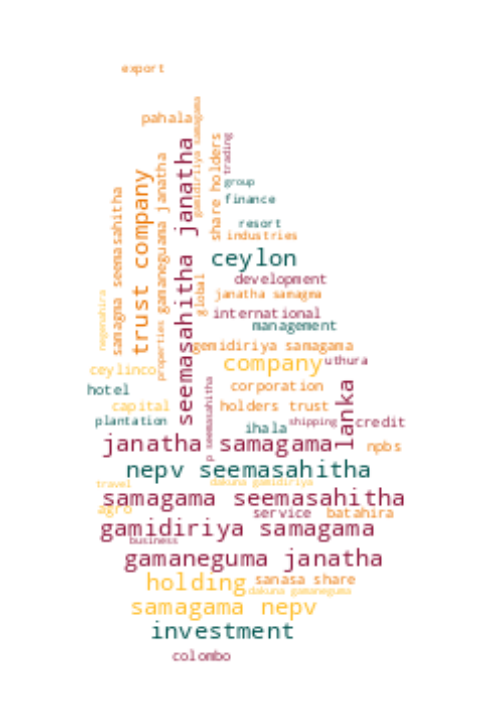 export
pahala
gamidiriya samagama
trading
seemasahitha janatha
share holders
gamaneguama janatha
trust company
samagma seemasahitha
group
finance
resort
industries
ceylon
development
global
janatha samagma
negenahira
properties
international
management
gemidiriya samagama
company
uthura
ceylinco
hotel
corporation
lanka
capital
holders trust
p seemasahitha
plantation
ihala
shipping
credit
janatha samagama
npbs
nepv seemasahitha
travel
dakuna gamidiriya
samagama seemasahitha
agro
service
batahira
gamidiriya samagama
business
gamaneguma janatha
holding
sanasa share
dakuna gamaneguma
samagama nepv
investment
colombo